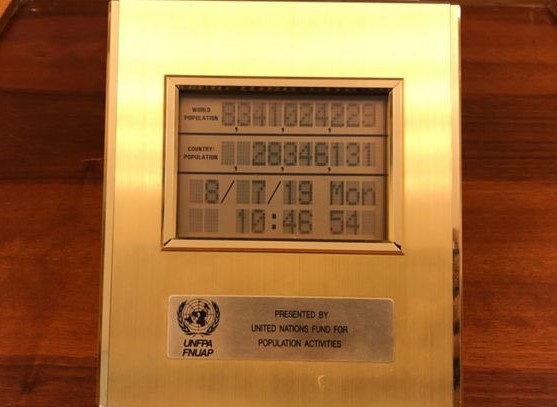 WORLD
POPULATION 8341224229
COUNTRY:
POPULATION 28346131
8/ 7/19 Mon
10:46 54
UNFPA
FNUAP
PRESENTED BY
UNITED NATIONS FUND FOR
POPULATION ACTIVITIES